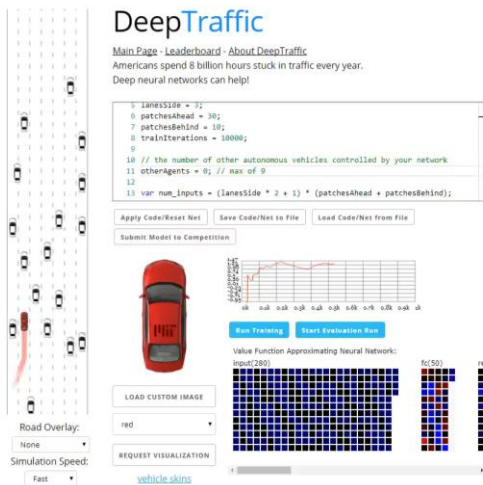 DeepTraffic
Main Page - Leaderboard - About DeepTraffic
Americans spend 8 billion hours stuck in traffic every year.
Deep neural networks can help!
5 lanesSide = 3;
6 patchesAhead = 30;
7 patchesBehind = 10;
8 trainIterations = 10000;
9
10 // the number of other autonomous vehicles controlled by your network
11 otherAgents = 0; // max of 9
12
13 var num_inputs = (lanesSide * 2 + 1) * (patchesAhead + patchesBehind);
Apply Code/Reset Net Save Code/Net to File Load Code/Net from File
Submit Model to Competition
Run Training Start Evaluation Run
Value Function Approximating Neural Network:
input(280) fc(50) re
LOAD CUSTOM IMAGE
red
REQUEST VISUALIZATION
vehicle skins
Road Overlay:
None
Simulation Speed:
Fast